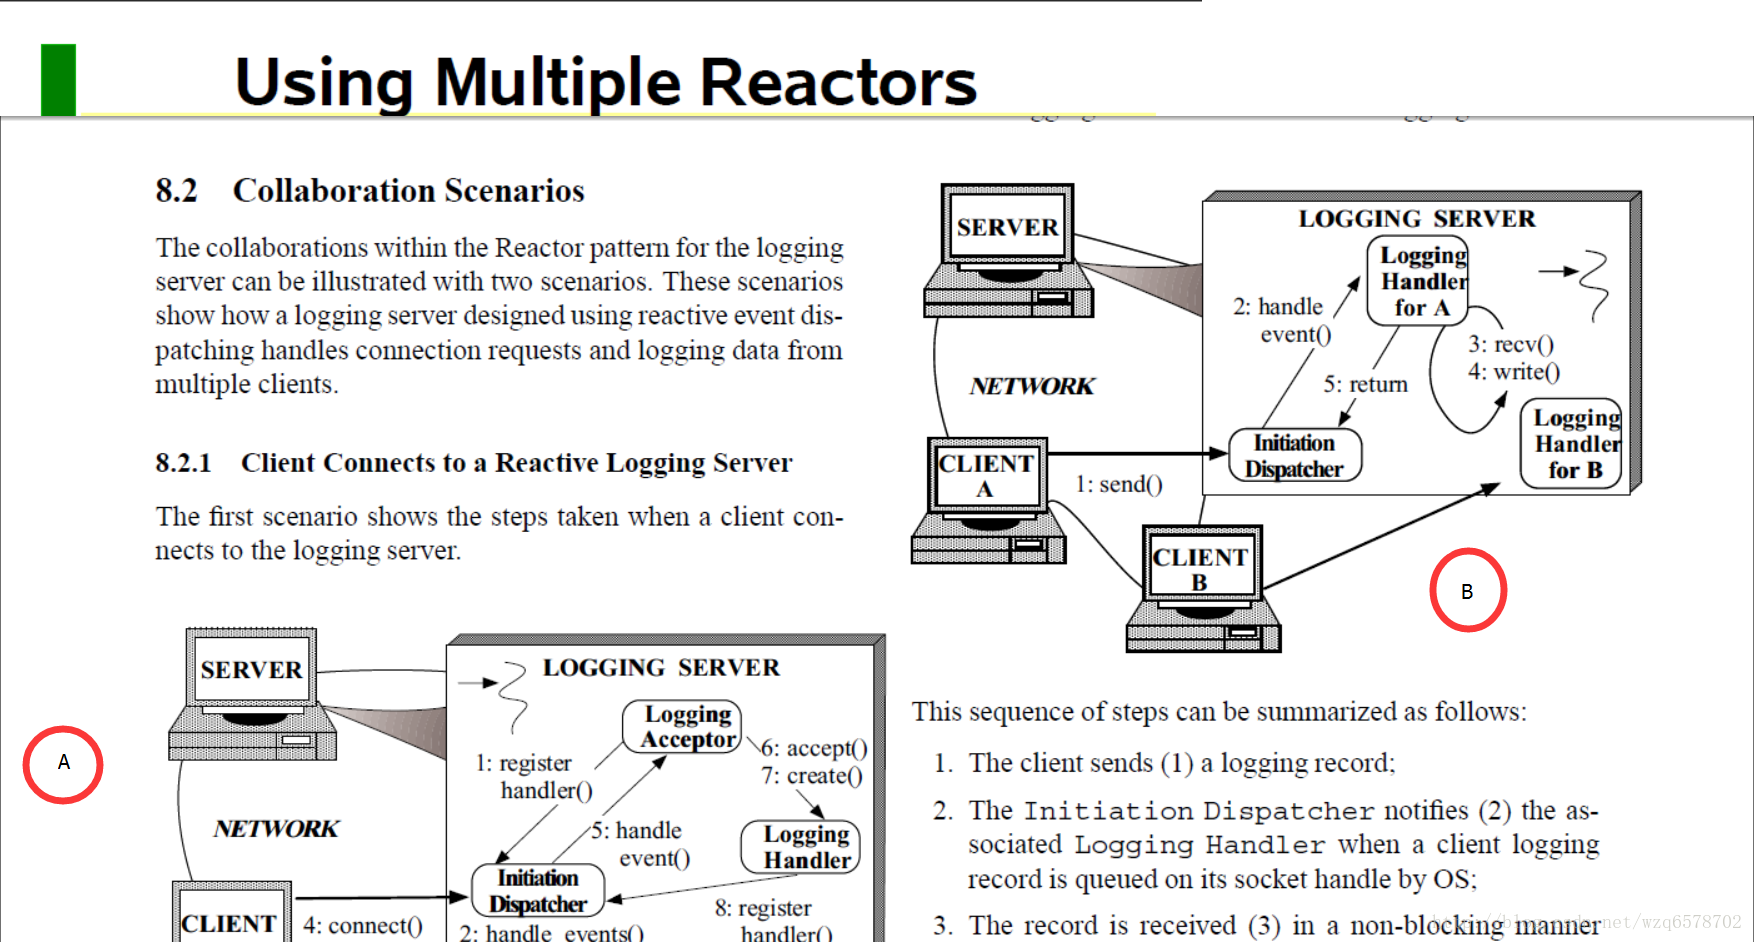 Using Multiple Reactors
8.2 Collaboration Scenarios
The collaborations within the Reactor pattern for the logging
server can be illustrated with two scenarios. These scenarios
show how a logging server designed using reactive event dis-
patching handles connection requests and logging data from
multiple clients.
8.2.1 Client Connects to a Reactive Logging Server
The first scenario shows the steps taken when a client con-
nects to the logging server.
A
SERVER
NETWORK
CLIENT
LOGGING SERVER
Logging
Acceptor
1: register
handler()
6: accept()
7: create()
5: handle
event()
Logging
Handler
Initiation
Dispatcher
4: connect()
2: handle_events()
8: register
handler()
SERVER
LOGGING SERVER
Logging
Handler
for A
2: handle
event()
3: recv()
4: write()
5: return
NETWORK
Logging
Handler
for B
Initiation
Dispatcher
CLIENT
A
1: send()
CLIENT
B
B
This sequence of steps can be summarized as follows:
1. The client sends (1) a logging record;
2. The Initiation Dispatcher notifies (2) the as-
sociated Logging Handler when a client logging
record is queued on its socket handle by OS;
3. The record is received (3) in a non-blocking manner
http://blog.csdn.net/wzq6578702